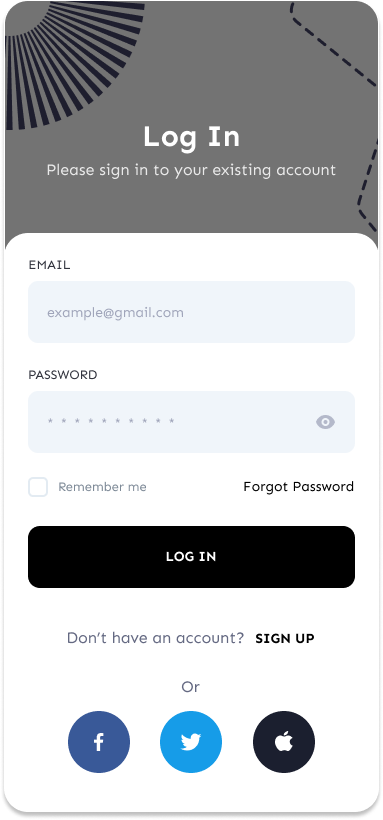 Log In
Please sign in to your existing account
EMAIL
example@gmail.com
PASSWORD
* * * * * * * * * *
Remember me
Forgot Password
LOG IN
Don’t have an account? SIGN UP
Or